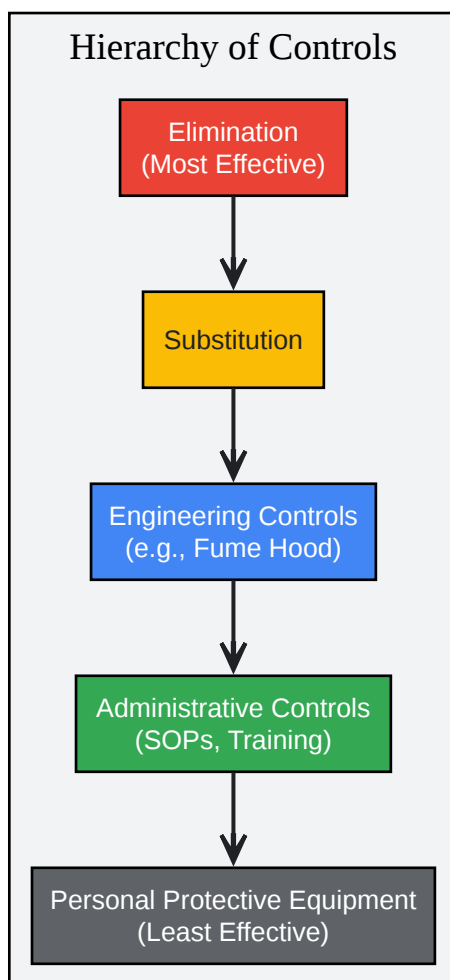 Hierarchy of Controls
Elimination
(Most Effective)
Substitution
Engineering Controls
(e.g., Fume Hood)
Administrative Controls
(SOPs, Training)
Personal Protective Equipment
(Least Effective)